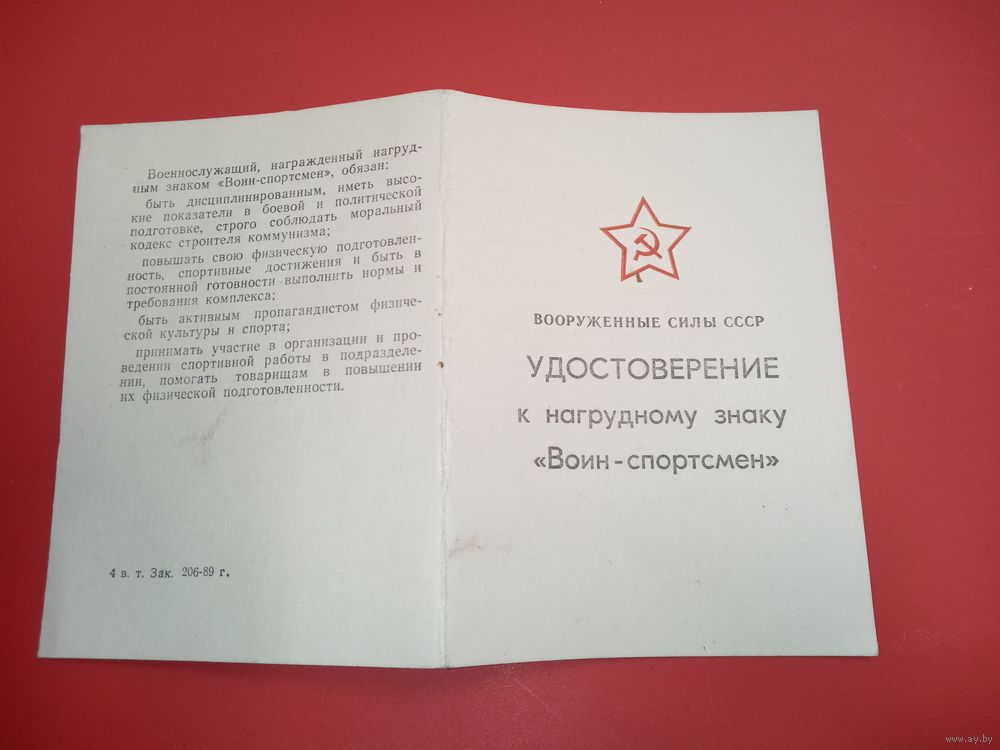 Военнослужащий, награжденный нагруд-
ным знаком «Воин-спортсмен», обязан:
быть дисциплинированным, иметь высо-
кие показатели в боевой и политической
подготовке, строго соблюдать моральный
кодекс строителя коммунизма;
повышать свою физическую подготовлен-
ность, спортивные достижения и быть в
постоянной готовности выполнить нормы и
требования комплекса;
быть активным пропагандистом физиче-
ской культуры и спорта;
принимать участие в организации и про-
ведении спортивной работы в подразделе-
нии, помогать товарищам в повышении
их физической подготовленности.
4 в. т. Зак. 206-89 г.
ВООРУЖЕННЫЕ СИЛЫ СССР
УДОСТОВЕРЕНИЕ
к нагрудному знаку
«Воин-спортсмен»
www.ay.by